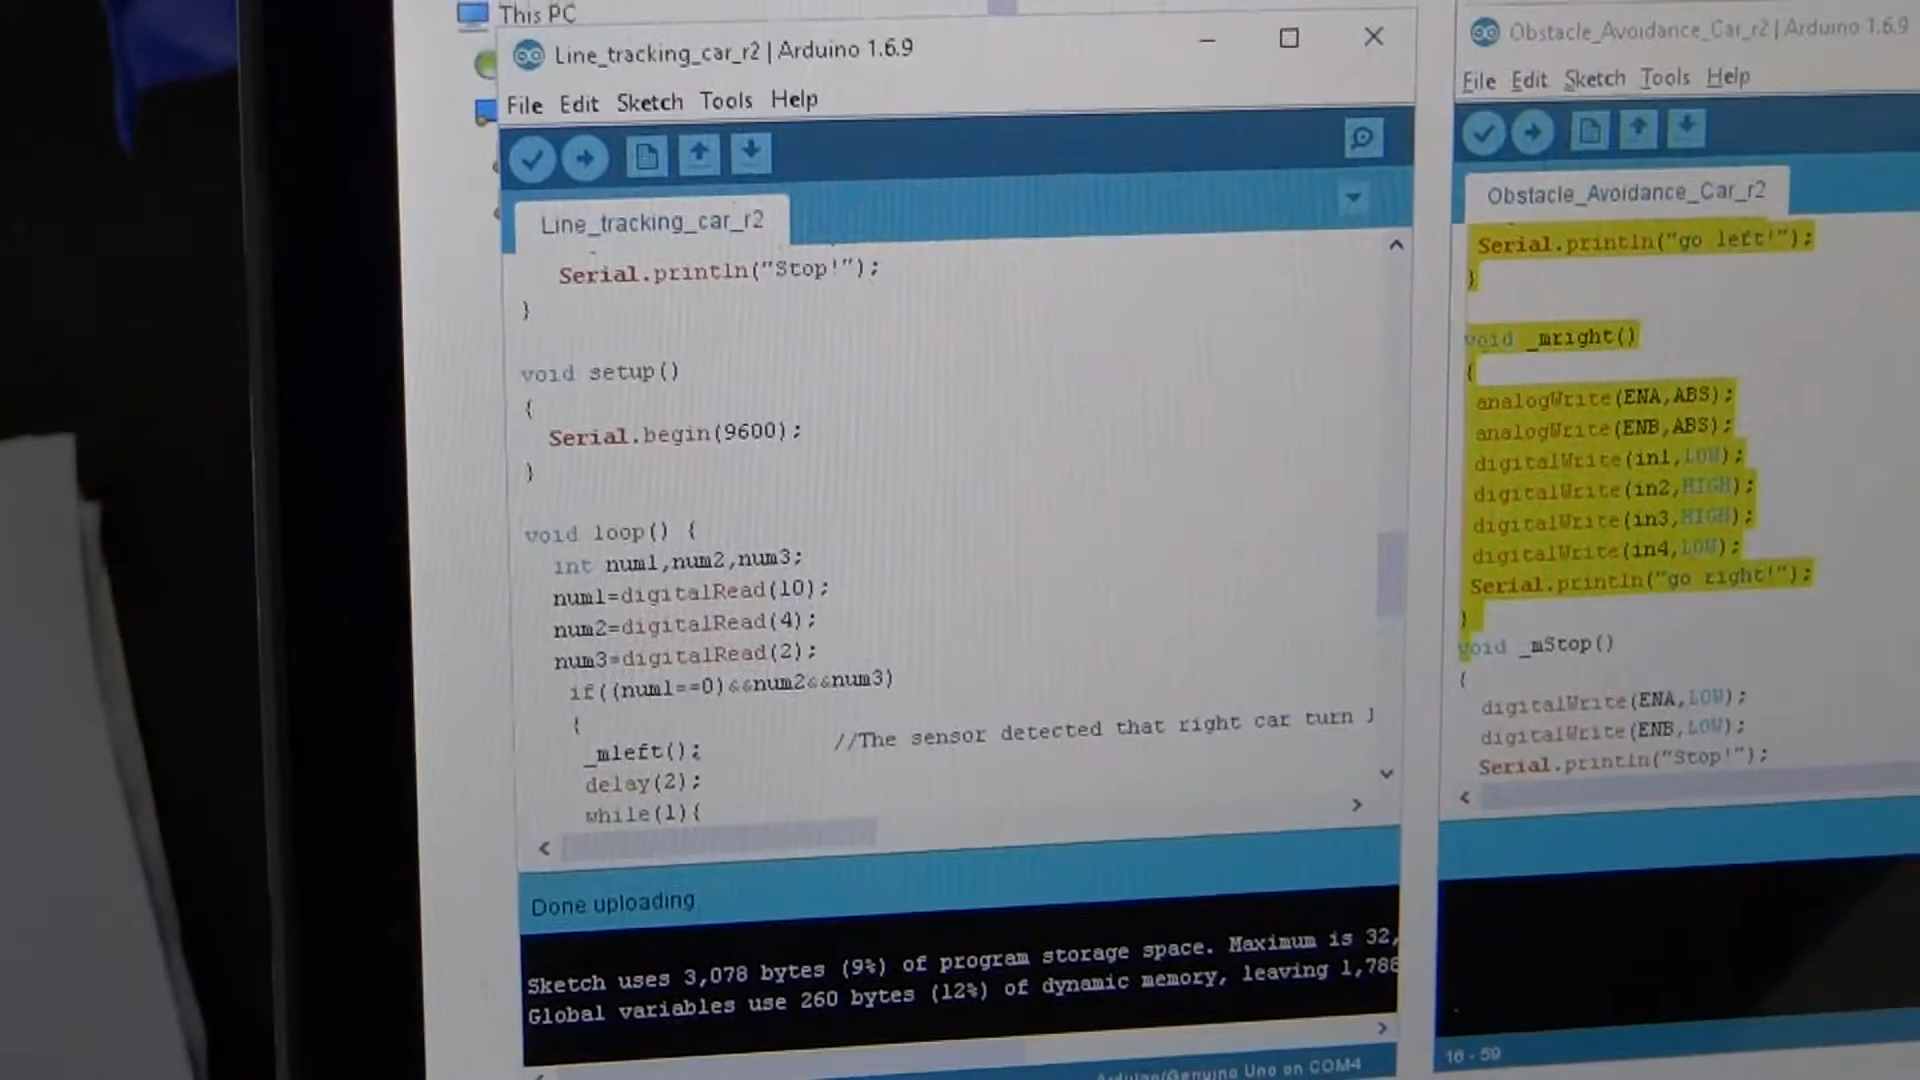 This PC
Line_tracking_car_r2 | Arduino 1.6.9
File Edit Sketch Tools Help
Line_tracking_car_r2
Serial.println("Stop!");
}
void setup()
{
Serial.begin(9600);
}
void loop() {
int num1,num2,num3;
num1=digitalRead(10);
num2=digitalRead(4);
num3=digitalRead(2);
if((num1==0)&&num2&&num3)
{
_mleft(); //The sensor detected that right car turn
delay(2);
while(1){
Done uploading
Sketch uses 3,078 bytes (9%) of program storage space. Maximum is 32,
Global variables use 260 bytes (12%) of dynamic memory, leaving 1,788
Arduino/Genuino Uno on COM4
Obstacle_Avoidance_Car_r2 | Arduino 1.6.9
File Edit Sketch Tools Help
Obstacle_Avoidance_Car_r2
Serial.println("go left!");
}
void _mright()
{
analogWrite(ENA,ABS);
analogWrite(ENB,ABS);
digitalWrite(in1,LOW);
digitalWrite(in2,HIGH);
digitalWrite(in3,HIGH);
digitalWrite(in4,LOW);
Serial.println("go right!");
}
void _mStop()
{
digitalWrite(ENA,LOW);
digitalWrite(ENB,LOW);
Serial.println("Stop!");
16 - 59